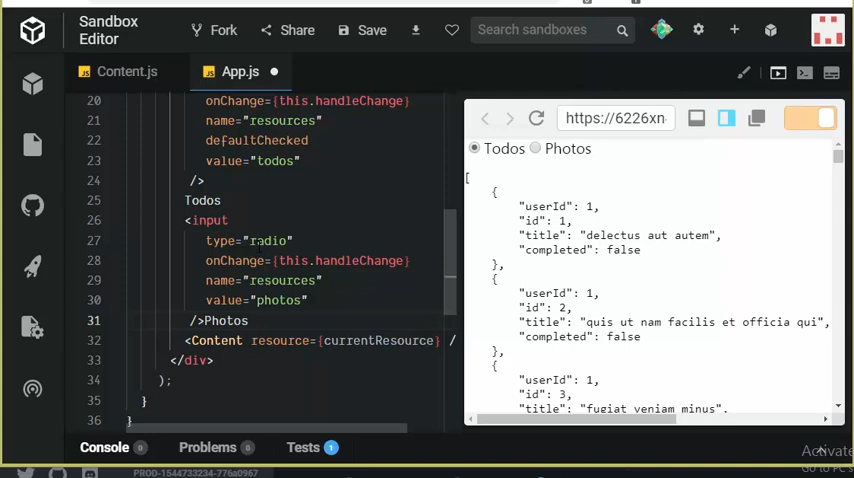 Sandbox Editor
Fork
Share
Save
Search sandboxes
JS Content.js
JS App.js
20 onChange={this.handleChange}
21 name="resources"
22 defaultChecked
23 value="todos"
24 />
25 Todos
26 <input
27 type="radio"
28 onChange={this.handleChange}
29 name="resources"
30 value="photos"
31 />Photos
32 <Content resource={currentResource} /
33 </div>
34 );
35 }
36 }
https://6226xn
Todos Photos
[
{
"userId": 1,
"id": 1,
"title": "delectus aut autem",
"completed": false
},
{
"userId": 1,
"id": 2,
"title": "quis ut nam facilis et officia qui",
"completed": false
},
{
"userId": 1,
"id": 3,
"title": "fugiat veniam minus",
Console 0
Problems 0
Tests 1
Activate
Go to PC s
PROD-1544733234-776a0967